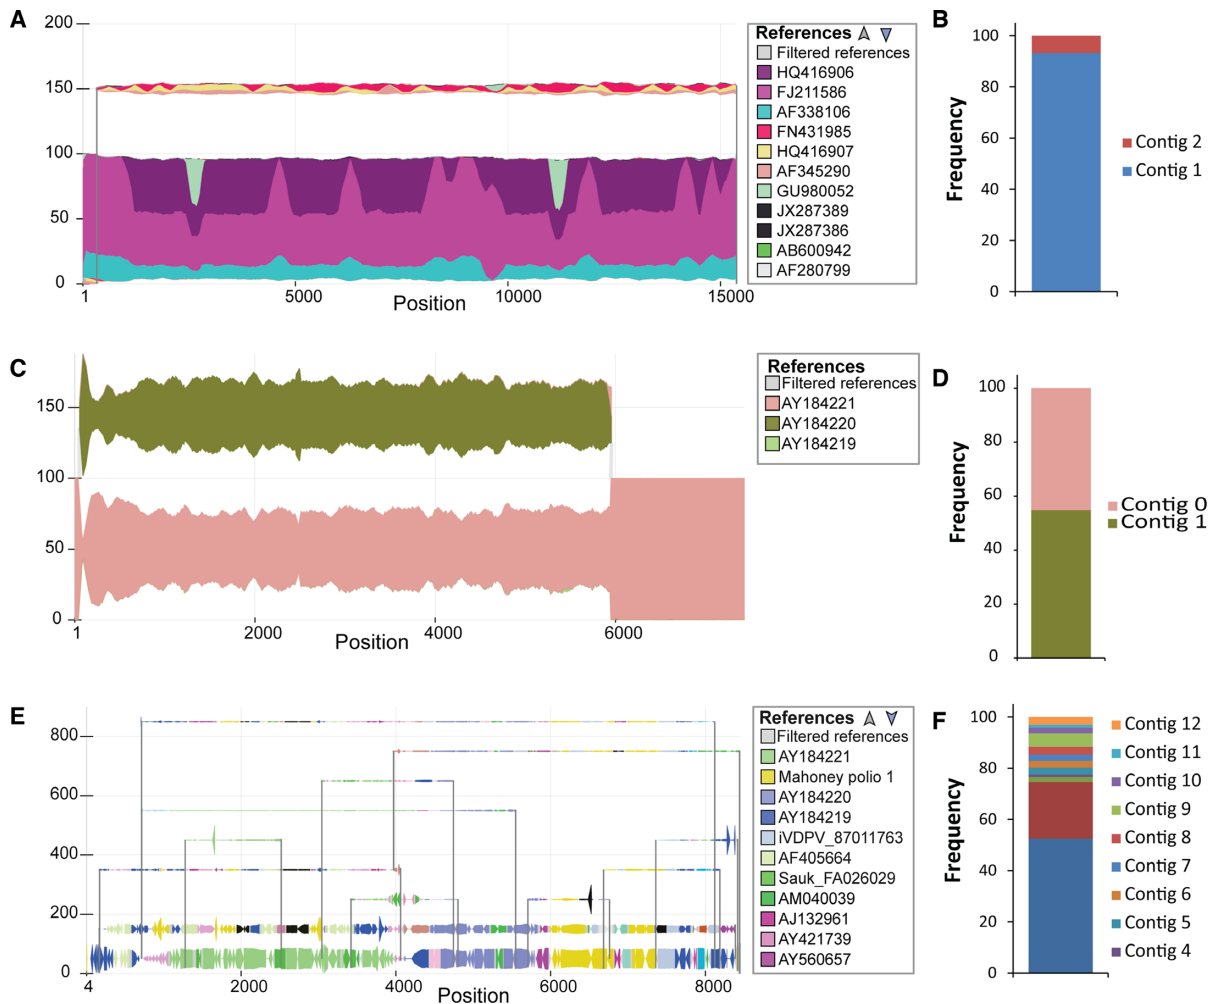 A
200
150
100
50
0
1
5000
10000
15000
Position
References
Filtered references
HQ416906
FJ211586
AF338106
FN431985
HQ416907
AF345290
GU980052
JX287389
JX287386
AB600942
AF280799
B
Frequency
100
80
60
40
20
0
Contig 2
Contig 1
C
150
100
50
0
1
2000
4000
6000
Position
References
Filtered references
AY184221
AY184220
AY184219
D
Frequency
100
80
60
40
20
0
Contig 0
Contig 1
E
800
600
400
200
0
4
2000
4000
6000
8000
Position
References
Filtered references
AY184221
Mahoney polio 1
AY184220
AY184219
iVDPV_87011763
AF405664
Sauk_FA026029
AM040039
AJ132961
AY421739
AY560657
F
Frequency
100
80
60
40
20
0
Contig 12
Contig 11
Contig 10
Contig 9
Contig 8
Contig 7
Contig 6
Contig 5
Contig 4